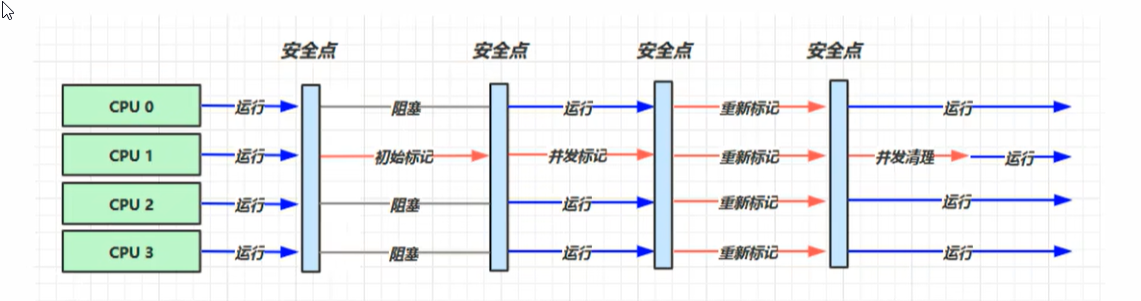 安全点 安全点 安全点 安全点
CPU 0 运行 阻塞 运行 重新标记 运行
CPU 1 运行 初始标记 并发标记 重新标记 并发清理 运行
CPU 2 运行 阻塞 运行 重新标记 运行
CPU 3 运行 阻塞 运行 重新标记 运行